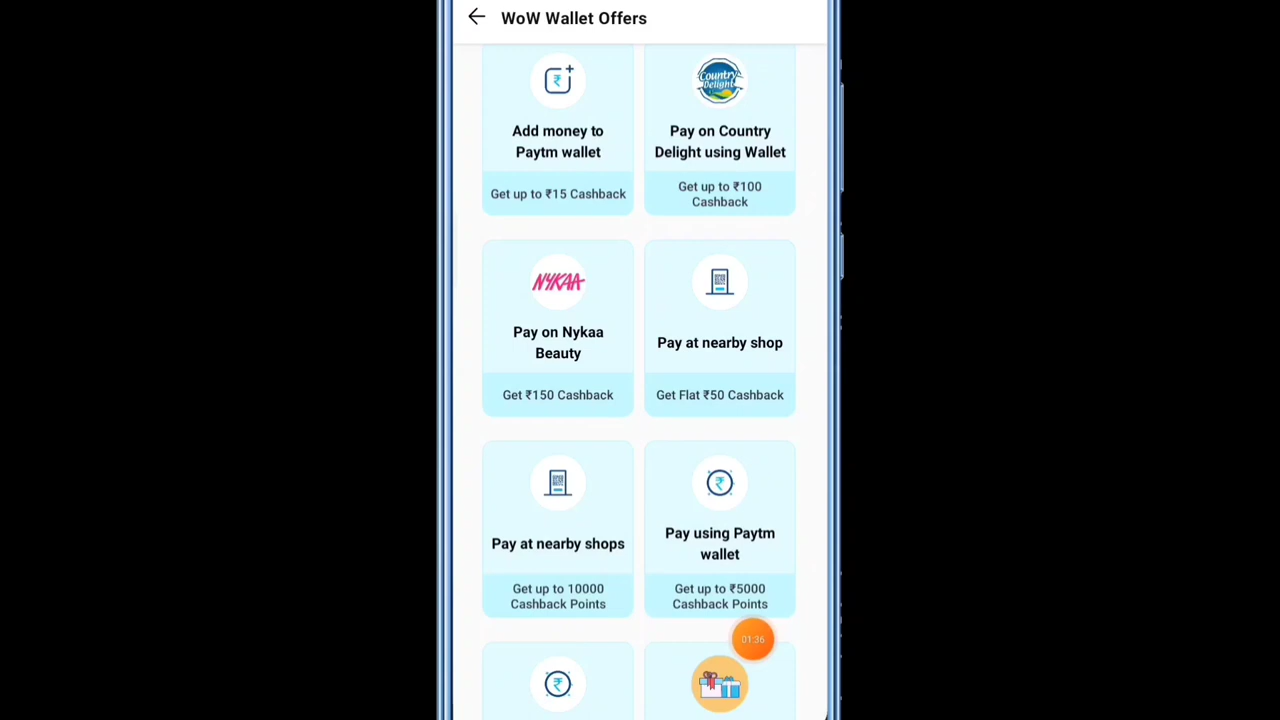 WoW Wallet Offers
Add money to
Paytm wallet
Get up to ₹15 Cashback
Country
Delight
Pay on Country
Delight using Wallet
Get up to ₹100
Cashback
NYKAA
Pay on Nykaa
Beauty
Get ₹150 Cashback
Pay at nearby shop
Get Flat ₹50 Cashback
Pay at nearby shops
Get up to 10000
Cashback Points
₹
Pay using Paytm
wallet
Get up to ₹5000
Cashback Points
01:36
₹